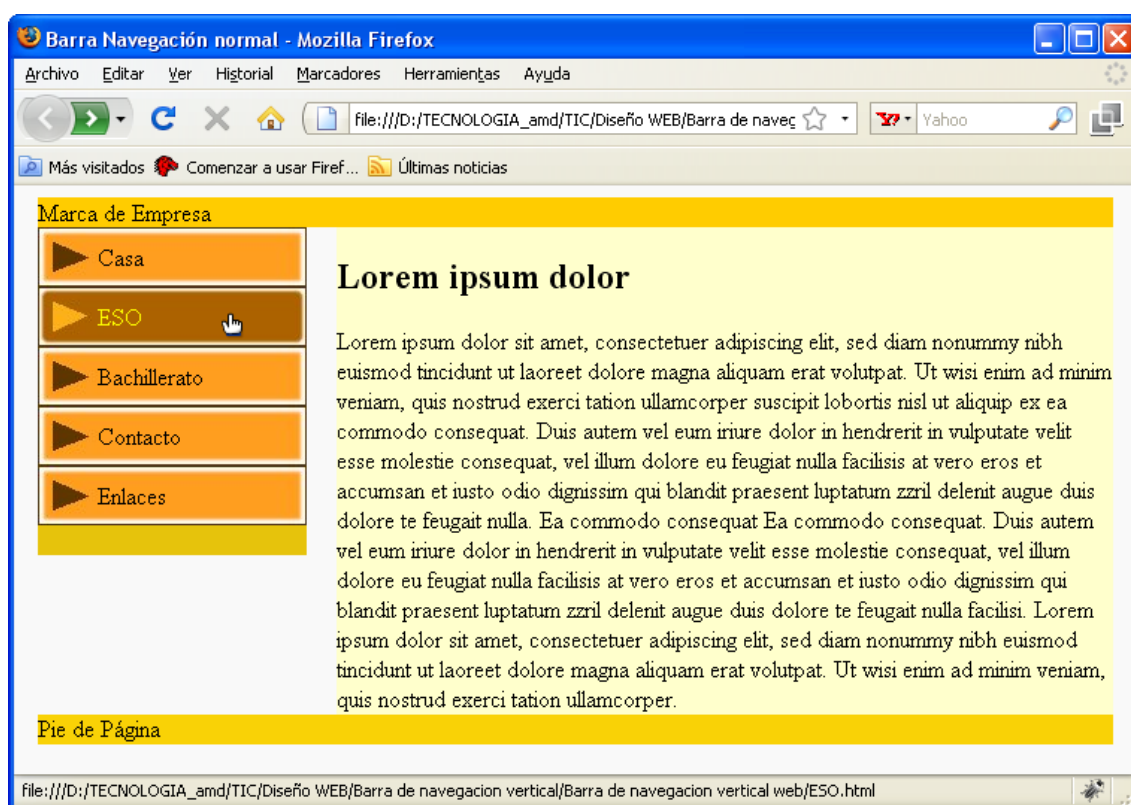 Barra Navegación normal - Mozilla Firefox
Archivo Editar Ver Historial Marcadores Herramientas Ayuda
file:///D:/TECNOLOGIA_amd/TIC/Diseño WEB/Barra de naveg Yahoo
Más visitados Comenzar a usar Firef... Últimas noticias
Marca de Empresa
Casa
ESO
Bachillerato
Contacto
Enlaces
Lorem ipsum dolor
Lorem ipsum dolor sit amet, consectetuer adipiscing elit, sed diam nonummy nibh
euismod tincidunt ut laoreet dolore magna aliquam erat volutpat. Ut wisi enim ad minim
veniam, quis nostrud exerci tation ullamcorper suscipit lobortis nisl ut aliquip ex ea
commodo consequat. Duis autem vel eum iriure dolor in hendrerit in vulputate velit
esse molestie consequat, vel illum dolore eu feugiat nulla facilisis at vero eros et
accumsan et iusto odio dignissim qui blandit praesent luptatum zzril delenit augue duis
dolore te feugait nulla. Ea commodo consequat Ea commodo consequat. Duis autem
vel eum iriure dolor in hendrerit in vulputate velit esse molestie consequat, vel illum
dolore eu feugiat nulla facilisis at vero eros et accumsan et iusto odio dignissim qui
blandit praesent luptatum zzril delenit augue duis dolore te feugait nulla facilisi. Lorem
ipsum dolor sit amet, consectetuer adipiscing elit, sed diam nonummy nibh euismod
tincidunt ut laoreet dolore magna aliquam erat volutpat. Ut wisi enim ad minim veniam,
quis nostrud exerci tation ullamcorper.
Pie de Página
file:///D:/TECNOLOGIA_amd/TIC/Diseño WEB/Barra de navegacion vertical/Barra de navegacion vertical web/ESO.html